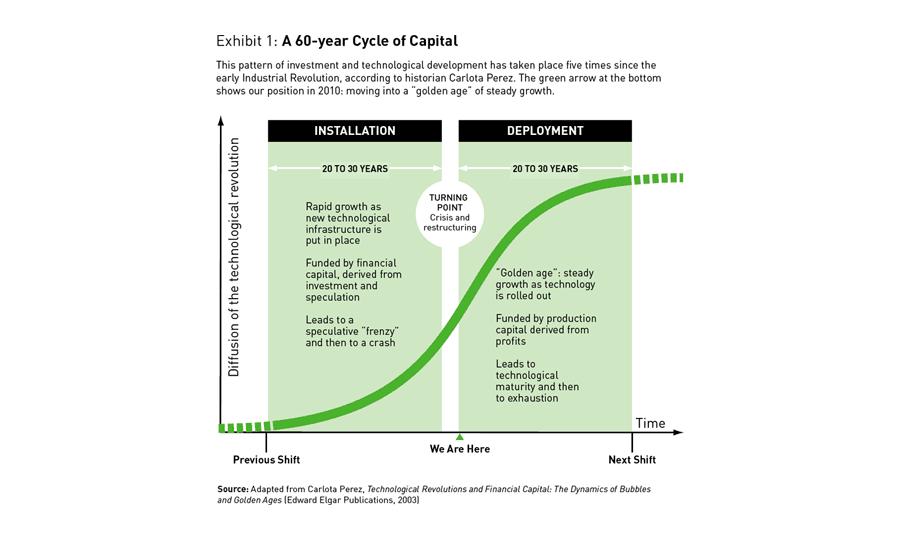 Exhibit 1: A 60-year Cycle of Capital
This pattern of investment and technological development has taken place five times since the
early Industrial Revolution, according to historian Carlota Perez. The green arrow at the bottom
shows our position in 2010: moving into a "golden age" of steady growth.
Diffusion of the technological revolution
INSTALLATION
20 TO 30 YEARS
Rapid growth as
new technological
infrastructure is
put in place
Funded by financial
capital, derived from
investment and
speculation
Leads to a
speculative "frenzy"
and then to a crash
TURNING
POINT
Crisis and
restructuring
DEPLOYMENT
20 TO 30 YEARS
"Golden age": steady
growth as technology
is rolled out
Funded by production
capital derived from
profits
Leads to
technological
maturity and then
to exhaustion
Time
Previous Shift
We Are Here
Next Shift
Source: Adapted from Carlota Perez, Technological Revolutions and Financial Capital: The Dynamics of Bubbles
and Golden Ages (Edward Elgar Publications, 2003)